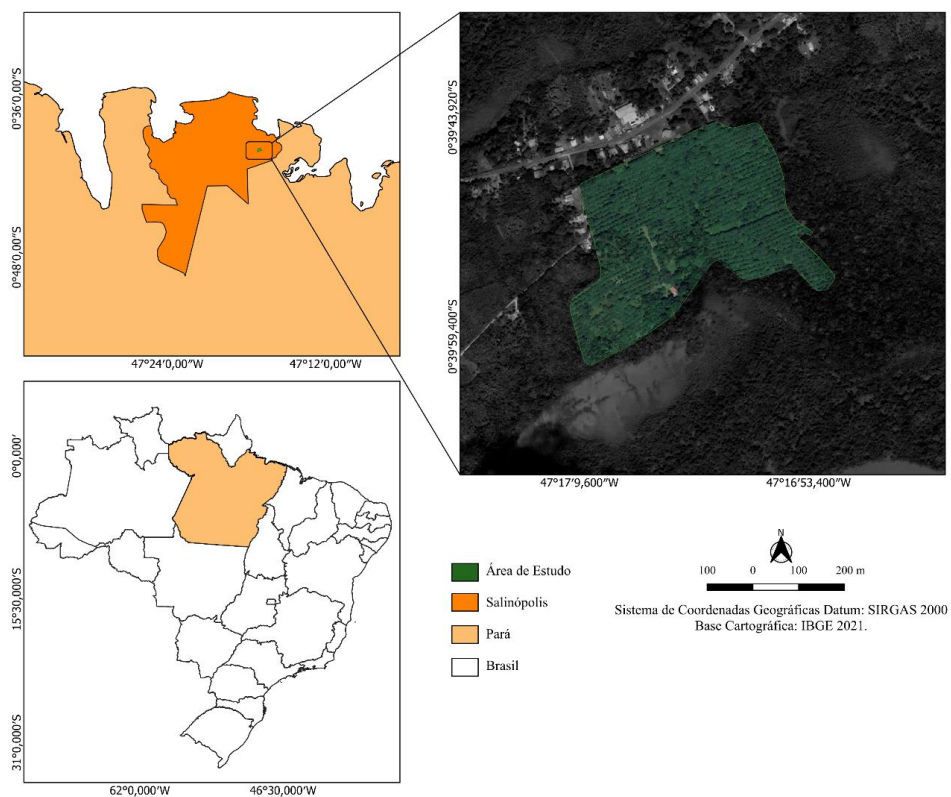 0°36'0,00"S
0°48'0,00"S
47°24'0,00"W
47°12'0,00"W
0°39'43,920"S
0°39'59,400"S
47°17'9,600"W
47°16'53,400"W
0°0,000'
15°30,000'S
31°0,000'S
62°0,000'W
46°30,000'W
Área de Estudo
Salinópolis
Pará
Brasil
N
100 0 100 200 m
Sistema de Coordenadas Geográficas Datum: SIRGAS 2000
Base Cartográfica: IBGE 2021.